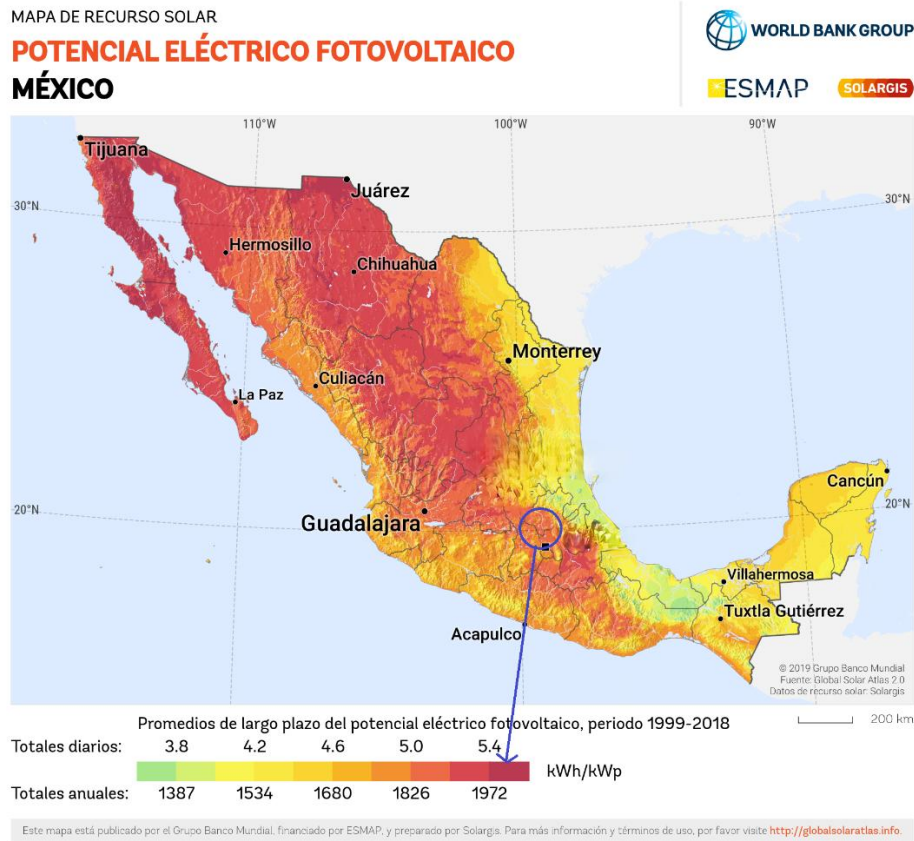 MAPA DE RECURSO SOLAR
POTENCIAL ELÉCTRICO FOTOVOLTAICO
MÉXICO
WORLD BANK GROUP
ESMAP
SOLARGIS
110°W
100°W
90°W
Tijuana
Juárez
30°N
30°N
Hermosillo
Chihuahua
Monterrey
Culiacán
La Paz
Cancún
20°N
20°N
Guadalajara
Villahermosa
Tuxtla Gutiérrez
Acapulco
© 2019 Grupo Banco Mundial
Fuente: Global Solar Atlas 2.0
Datos de recurso solar: Solargis
200 km
Promedios de largo plazo del potencial eléctrico fotovoltaico, periodo 1999-2018
Totales diarios: 3.8 4.2 4.6 5.0 5.4
kWh/kWp
Totales anuales: 1387 1534 1680 1826 1972
Este mapa está publicado por el Grupo Banco Mundial, financiado por ESMAP, y preparado por Solargis. Para más información y términos de uso, por favor visite http://globalsolaratlas.info.